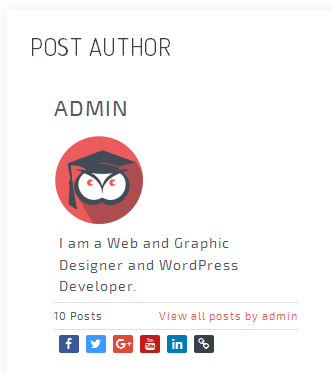 POST AUTHOR
ADMIN
I am a Web and Graphic
Designer and WordPress
Developer.
10 Posts View all posts by admin